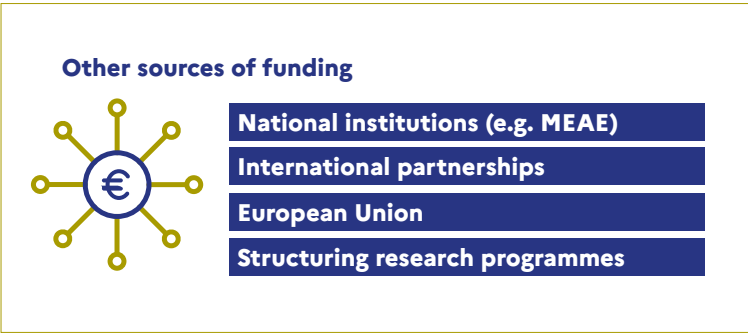 Other sources of funding
€
National institutions (e.g. MEAE)
International partnerships
European Union
Structuring research programmes